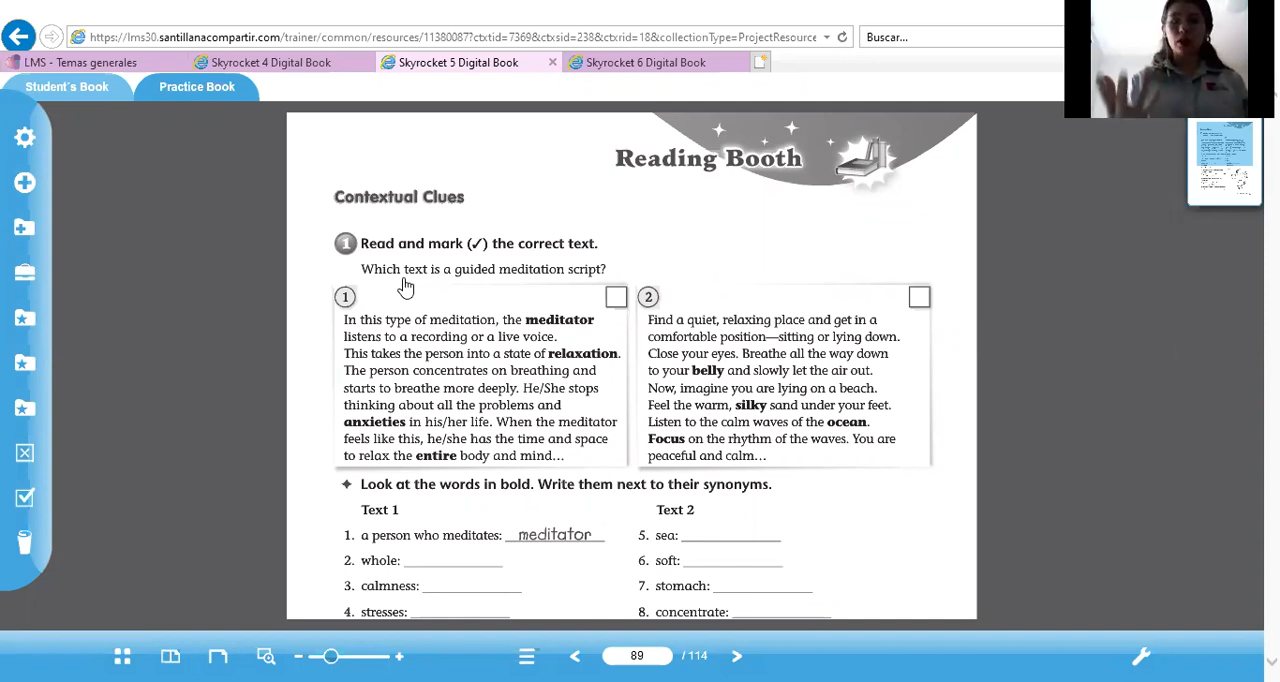 https://lms30.santillanacompartir.com/trainer/common/resources/11380087?ctxtid=7369&ctxsid=238&ctxrid=18&collectionType=ProjectResource
Buscar...
LMS - Temas generales
Skyrocket 4 Digital Book
Skyrocket 5 Digital Book
Skyrocket 6 Digital Book
Student´s Book
Practice Book
Reading Booth
Contextual Clues
1 Read and mark (✓) the correct text.
Which text is a guided meditation script?
1
In this type of meditation, the meditator
listens to a recording or a live voice.
This takes the person into a state of relaxation.
The person concentrates on breathing and
starts to breathe more deeply. He/She stops
thinking about all the problems and
anxieties in his/her life. When the meditator
feels like this, he/she has the time and space
to relax the entire body and mind...
2
Find a quiet, relaxing place and get in a
comfortable position—sitting or lying down.
Close your eyes. Breathe all the way down
to your belly and slowly let the air out.
Now, imagine you are lying on a beach.
Feel the warm, silky sand under your feet.
Listen to the calm waves of the ocean.
Focus on the rhythm of the waves. You are
peaceful and calm...
Look at the words in bold. Write them next to their synonyms.
Text 1
1. a person who meditates: meditator
2. whole:
3. calmness:
4. stresses:
Text 2
5. sea:
6. soft:
7. stomach:
8. concentrate:
89 / 114